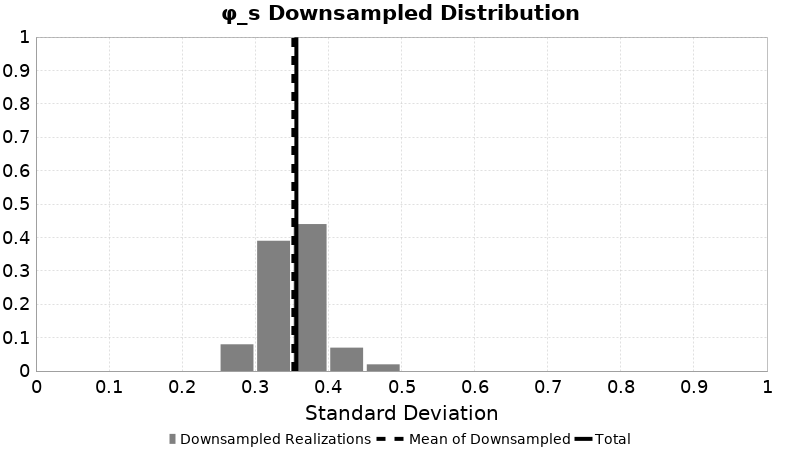 φ_s Downsampled Distribution
1
0.9
0.8
0.7
0.6
0.5
0.4
0.3
0.2
0.1
0
0 0.1 0.2 0.3 0.4 0.5 0.6 0.7 0.8 0.9 1
Standard Deviation
Downsampled Realizations Mean of Downsampled Total